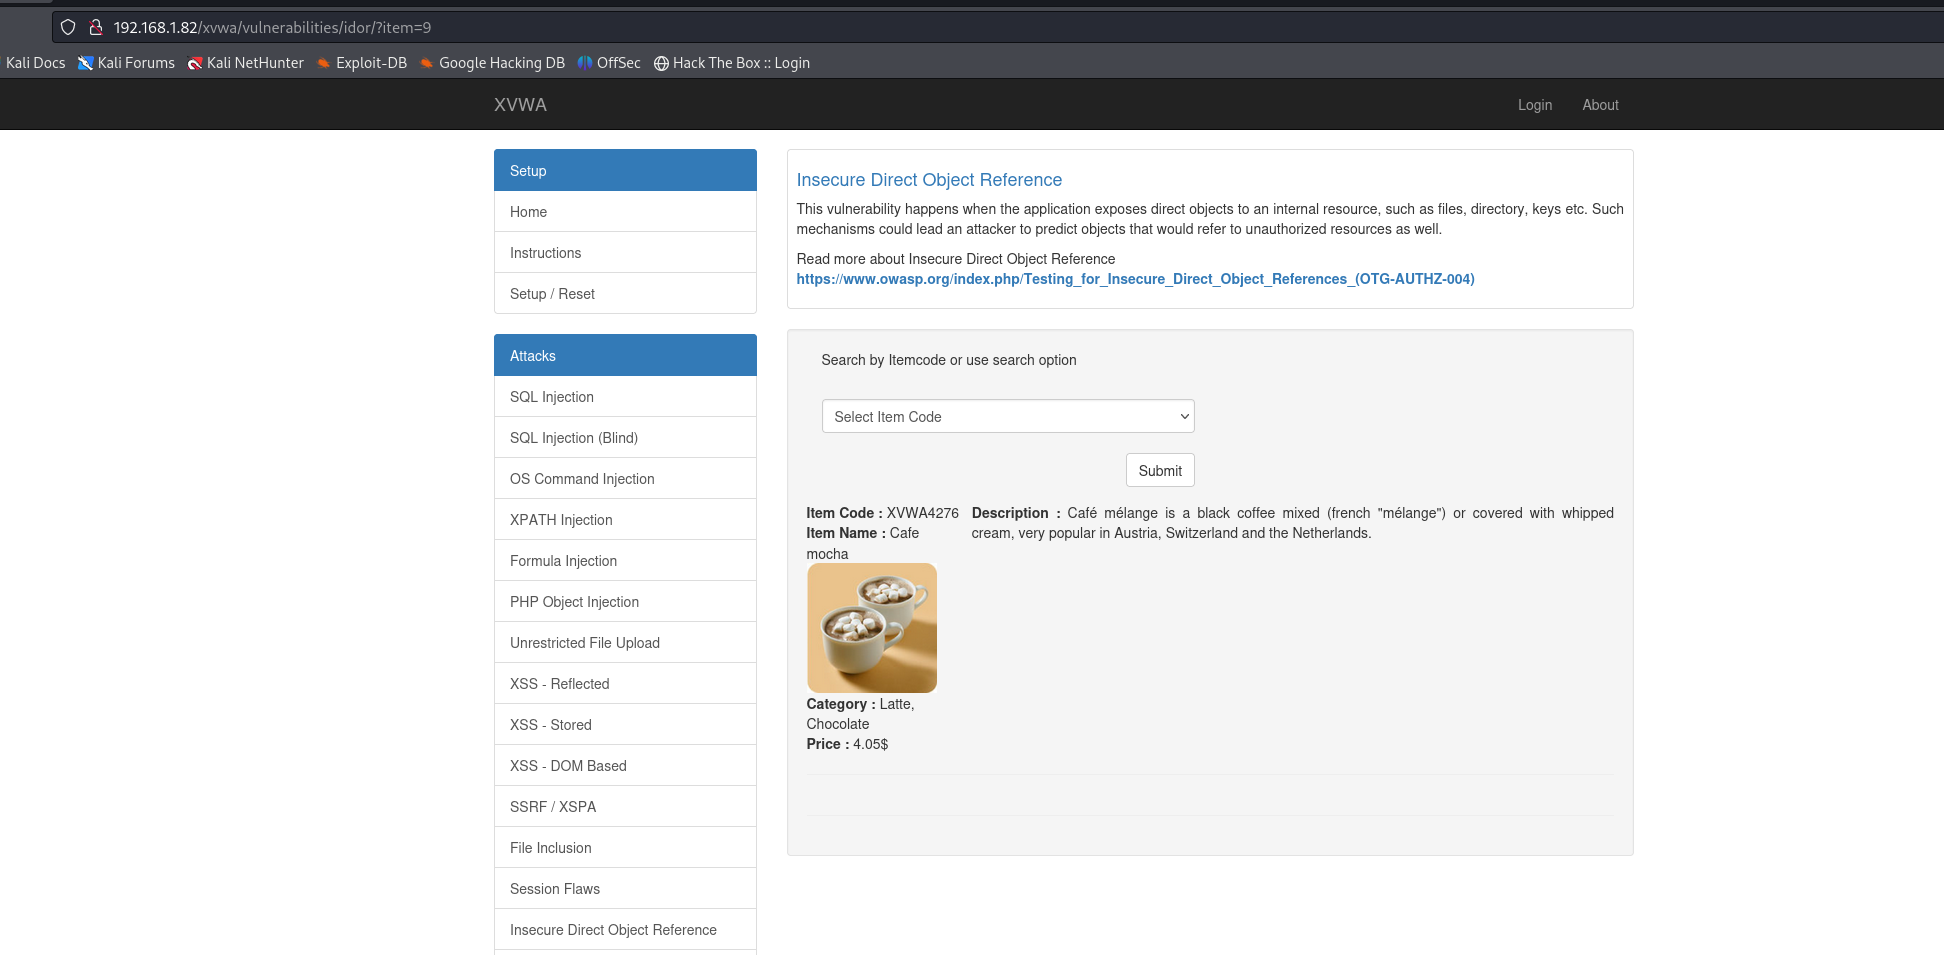 192.168.1.82/xvwa/vulnerabilities/idor/?item=9
Kali Docs Kali Forums Kali NetHunter Exploit-DB Google Hacking DB OffSec Hack The Box :: Login
XVWA Login About
Setup
Home
Instructions
Setup / Reset
Attacks
SQL Injection
SQL Injection (Blind)
OS Command Injection
XPATH Injection
Formula Injection
PHP Object Injection
Unrestricted File Upload
XSS - Reflected
XSS - Stored
XSS - DOM Based
SSRF / XSPA
File Inclusion
Session Flaws
Insecure Direct Object Reference
Insecure Direct Object Reference
This vulnerability happens when the application exposes direct objects to an internal resource, such as files, directory, keys etc. Such
mechanisms could lead an attacker to predict objects that would refer to unauthorized resources as well.
Read more about Insecure Direct Object Reference
https://www.owasp.org/index.php/Testing_for_Insecure_Direct_Object_References_(OTG-AUTHZ-004)
Search by Itemcode or use search option
Select Item Code
Submit
Item Code : XVWA4276
Item Name : Cafe
mocha
Category : Latte,
Chocolate
Price : 4.05$
Description : Café mélange is a black coffee mixed (french "mélange") or covered with whipped
cream, very popular in Austria, Switzerland and the Netherlands.